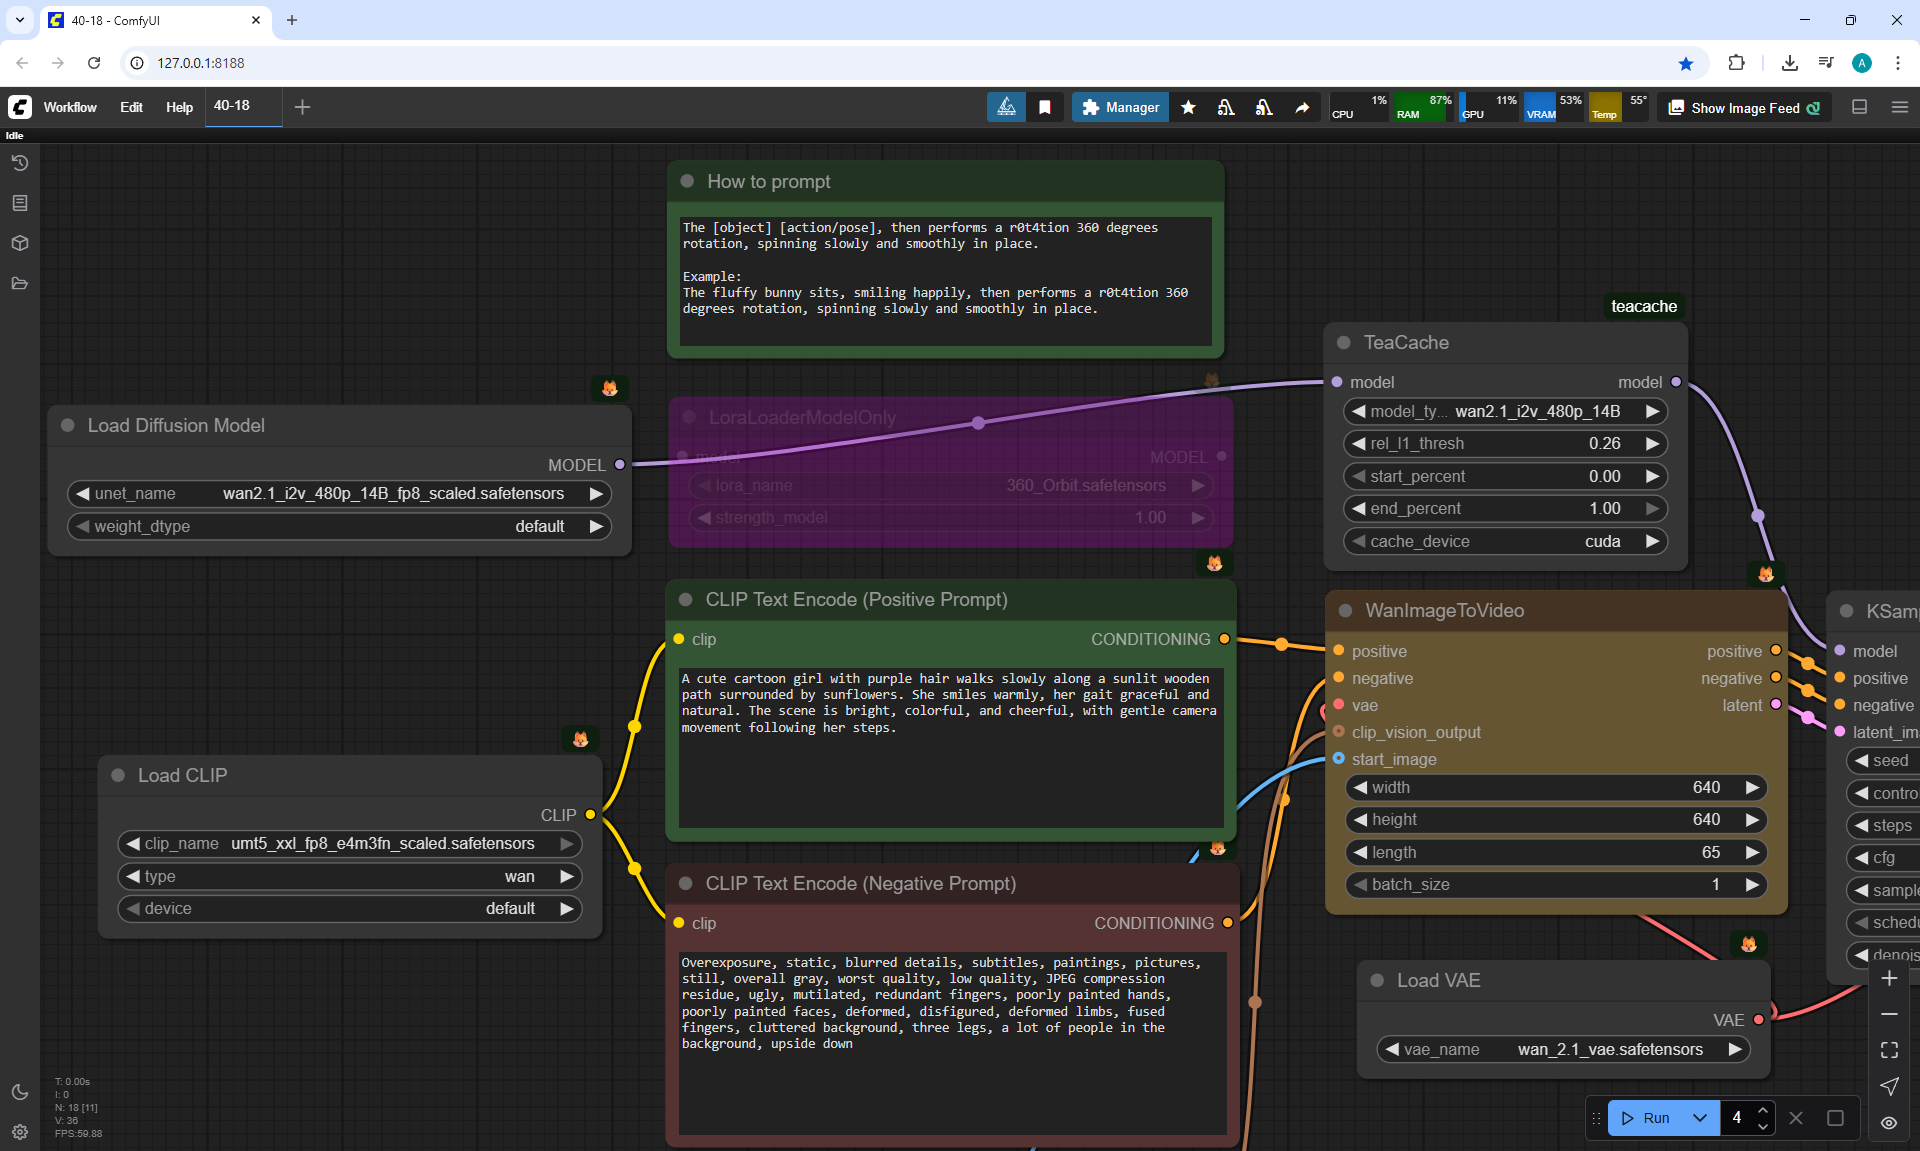 40-18 - ComfyUI
127.0.0.1:8188
A
Workflow
Edit
Help
40-18
Manager
CPU 1%
RAM 87%
GPU 11%
VRAM 53%
Temp 55°
Show Image Feed
Idle
How to prompt
The [object] [action/pose], then performs a r0t4tion 360 degrees
rotation, spinning slowly and smoothly in place.
Example:
The fluffy bunny sits, smiling happily, then performs a r0t4tion 360
degrees rotation, spinning slowly and smoothly in place.
teacache
TeaCache
model model
model_ty... wan2.1_i2v_480p_14B
rel_l1_thresh 0.26
start_percent 0.00
end_percent 1.00
cache_device cuda
Load Diffusion Model
MODEL
unet_name wan2.1_i2v_480p_14B_fp8_scaled.safetensors
weight_dtype default
LoraLoaderModelOnly
model MODEL
lora_name 360_Orbit.safetensors
strength_model 1.00
CLIP Text Encode (Positive Prompt)
clip CONDITIONING
A cute cartoon girl with purple hair walks slowly along a sunlit wooden
path surrounded by sunflowers. She smiles warmly, her gait graceful and
natural. The scene is bright, colorful, and cheerful, with gentle camera
movement following her steps.
WanImageToVideo
positive positive
negative negative
vae latent
clip_vision_output
start_image
width 640
height 640
length 65
batch_size 1
KSam
model
positive
negative
latent_im
seed
contro
steps
cfg
sample
schedu
denois
Load CLIP
CLIP
clip_name umt5_xxl_fp8_e4m3fn_scaled.safetensors
type wan
device default
CLIP Text Encode (Negative Prompt)
clip CONDITIONING
Overexposure, static, blurred details, subtitles, paintings, pictures,
still, overall gray, worst quality, low quality, JPEG compression
residue, ugly, mutilated, redundant fingers, poorly painted hands,
poorly painted faces, deformed, disfigured, deformed limbs, fused
fingers, cluttered background, three legs, a lot of people in the
background, upside down
Load VAE
VAE
vae_name wan_2.1_vae.safetensors
T: 0.00s
I: 0
N: 18 [11]
V: 36
FPS:59.88
Run
4